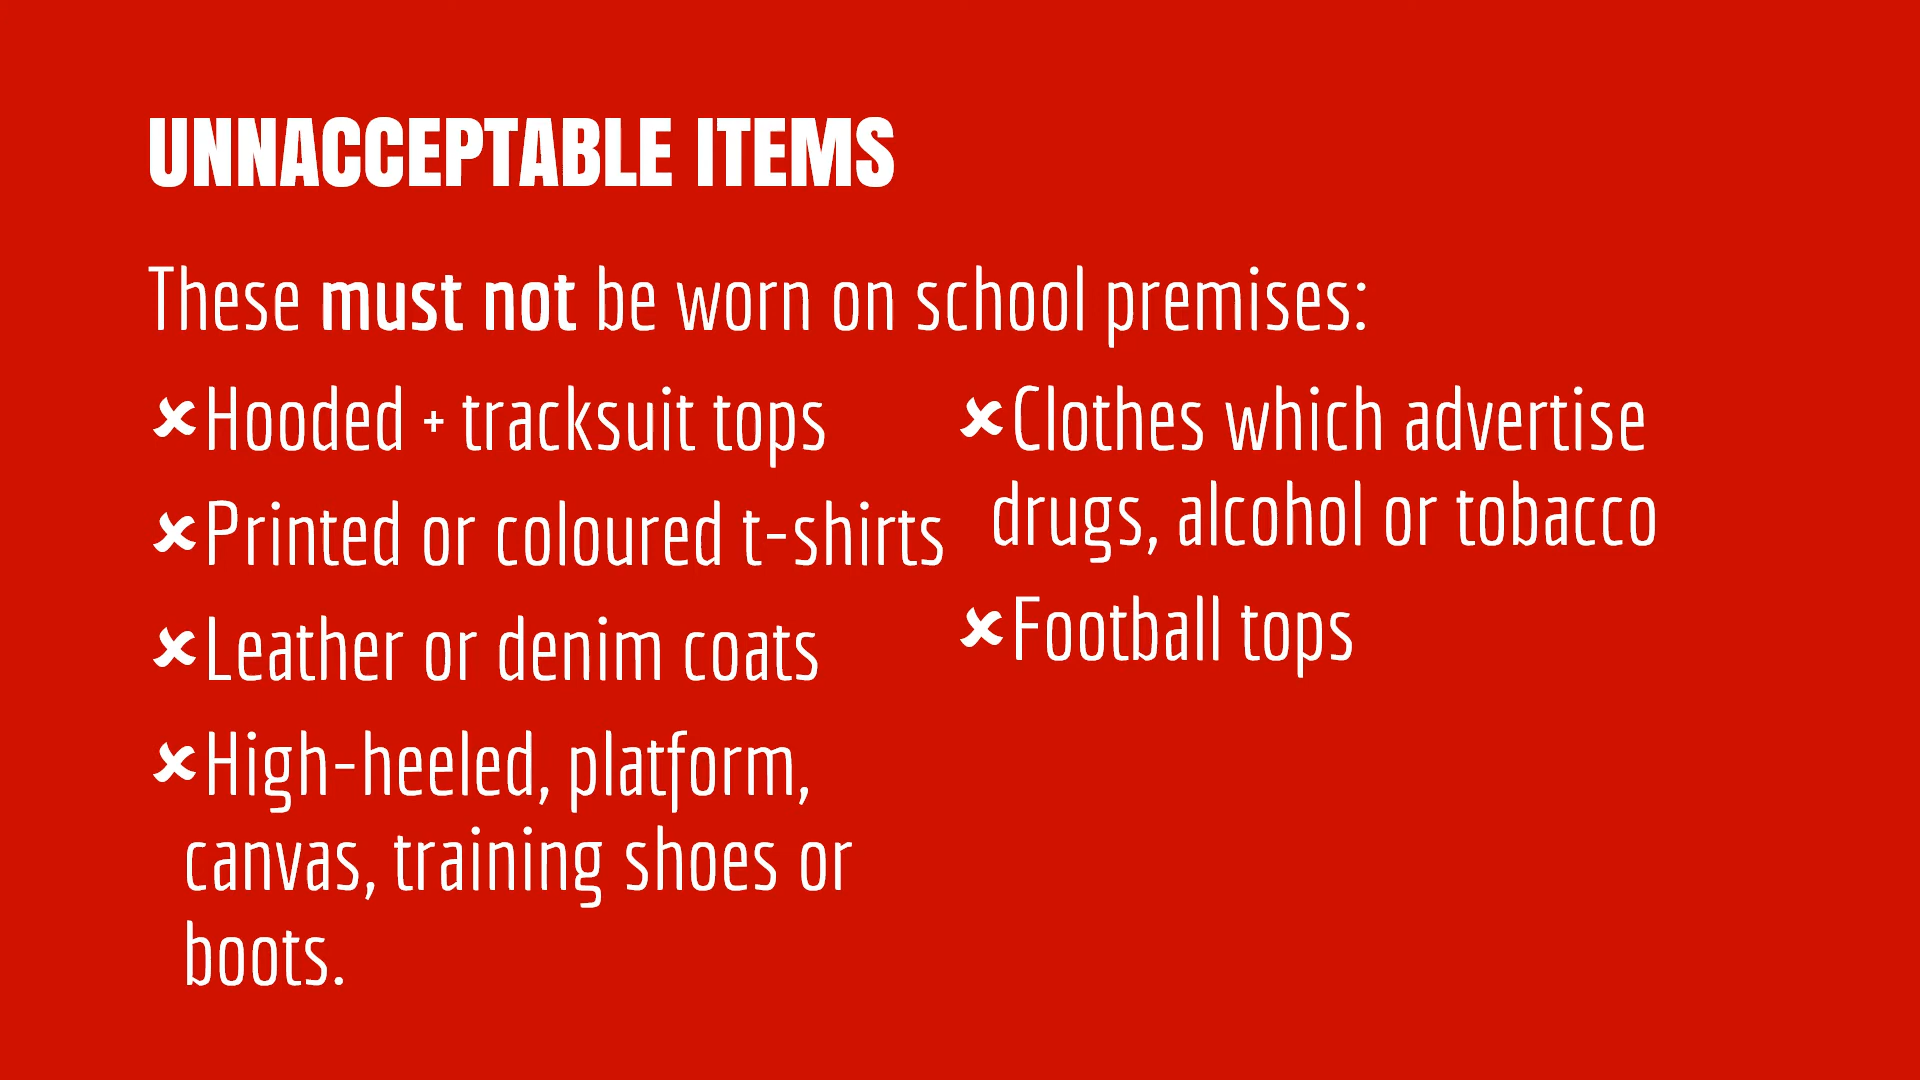 UNNACCEPTABLE ITEMS
These must not be worn on school premises:
✘Hooded + tracksuit tops
✘Printed or coloured t-shirts
✘Leather or denim coats
✘High-heeled, platform,
canvas, training shoes or
boots.
✘Clothes which advertise
drugs, alcohol or tobacco
✘Football tops